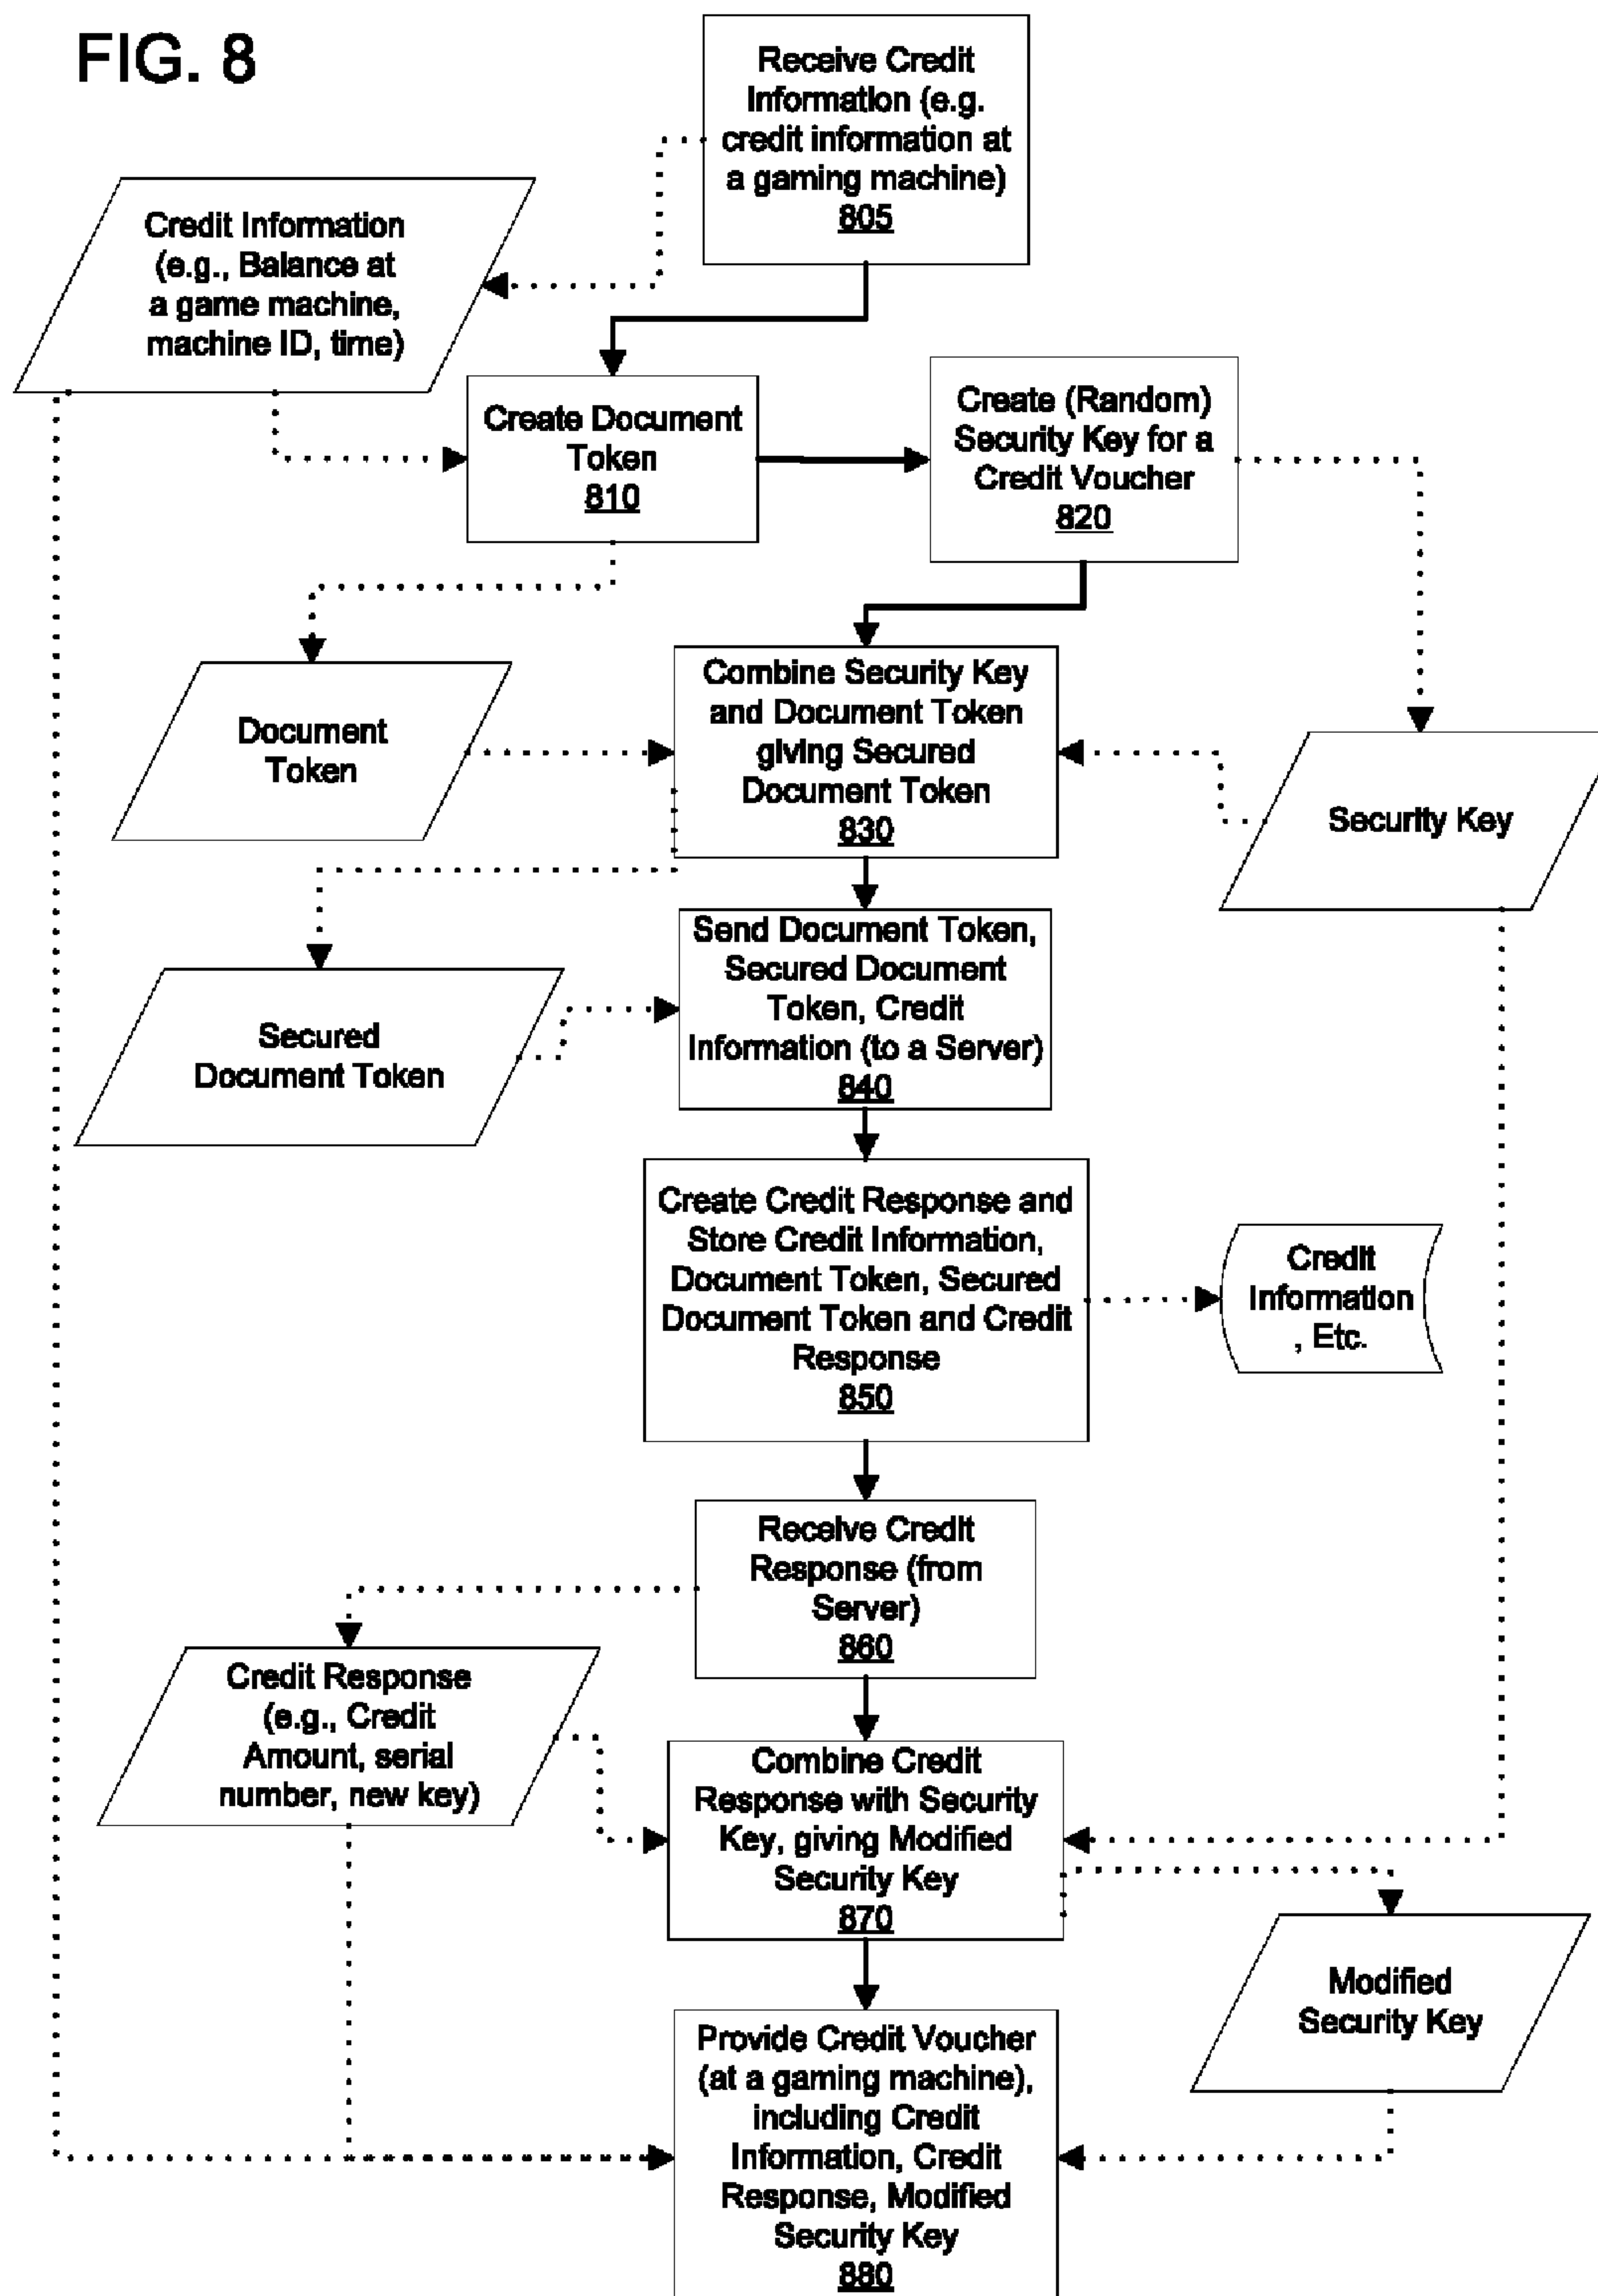 FIG. 8
Receive Credit
Information (e.g.
credit information at
a gaming machine)
805
Credit Information
(e.g., Balance at
a game machine,
machine ID, time)
Create Document
Token
810
Create (Random)
Security Key for a
Credit Voucher
820
Document
Token
Combine Security Key
and Document Token
giving Secured
Document Token
830
Security Key
Secured
Document Token
Send Document Token,
Secured Document
Token, Credit
Information (to a Server)
840
Create Credit Response and
Store Credit Information,
Document Token, Secured
Document Token and Credit
Response
850
Credit
Information
, Etc.
Receive Credit
Response (from
Server)
860
Credit Response
(e.g., Credit
Amount, serial
number, new key)
Combine Credit
Response with Security
Key, giving Modified
Security Key
870
Modified
Security Key
Provide Credit Voucher
(at a gaming machine),
including Credit
Information, Credit
Response, Modified
Security Key
880